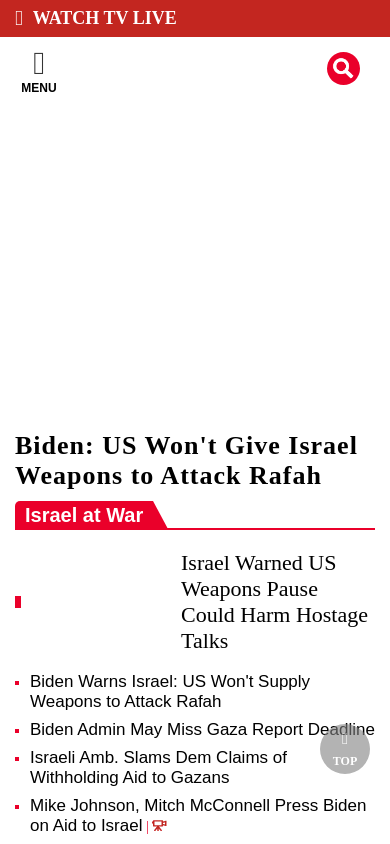 WATCH TV LIVE
MENU
Biden: US Won't Give Israel
Weapons to Attack Rafah
Israel at War
Israel Warned US
Weapons Pause
Could Harm Hostage
Talks
Biden Warns Israel: US Won't Supply
Weapons to Attack Rafah
Biden Admin May Miss Gaza Report Deadline
Israeli Amb. Slams Dem Claims of
Withholding Aid to Gazans
TOP
Mike Johnson, Mitch McConnell Press Biden
on Aid to Israel |